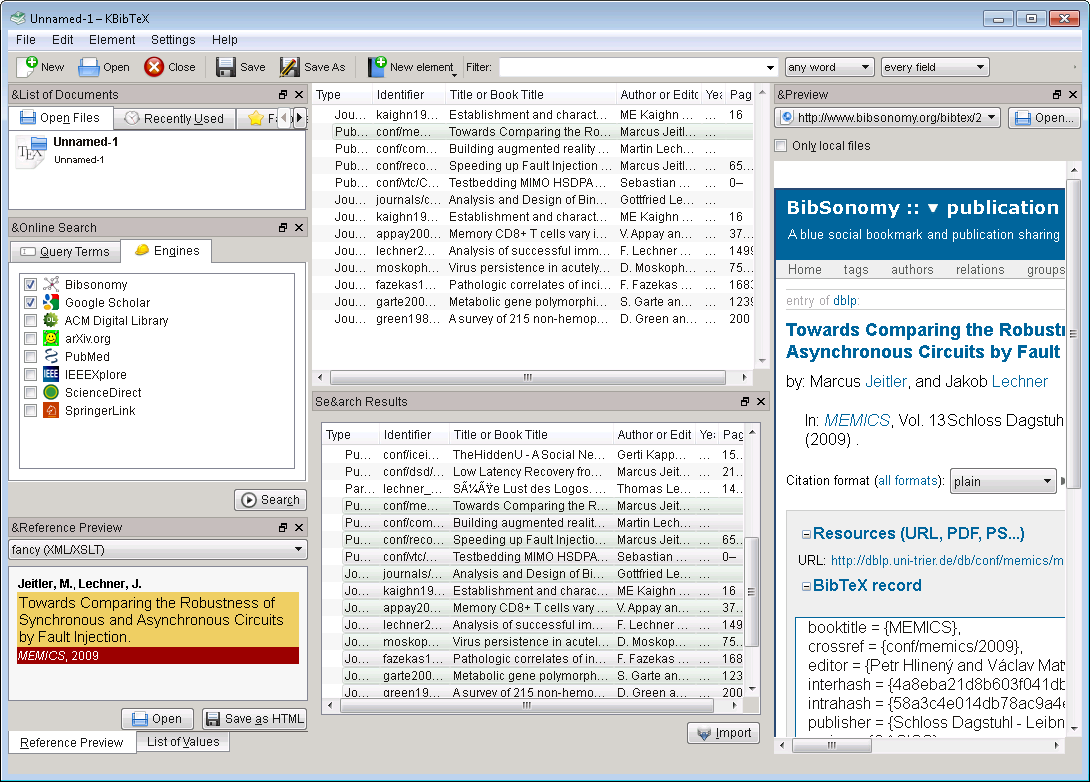 Unnamed-1 – KBibTeX
File Edit Element Settings Help
New Open Close Save Save As New element Filter: any word every field
&List of Documents
Open Files Recently Used Fa
Unnamed-1
Unnamed-1
&Online Search
Query Terms Engines
Bibsonomy
Google Scholar
ACM Digital Library
arXiv.org
PubMed
IEEEXplore
ScienceDirect
SpringerLink
Search
&Reference Preview
fancy (XML/XSLT)
Jeitler, M., Lechner, J.
Towards Comparing the Robustness of
Synchronous and Asynchronous Circuits
by Fault Injection.
MEMICS, 2009
Open Save as HTML
Reference Preview List of Values
Type Identifier Title or Book Title Author or Editc Yea Pag
Jou... kaighn19... Establishment and charact... ME Kaighn ... ... 16
Pub... conf/me... Towards Comparing the Ro... Marcus Jeitl... ...
Pub... conf/com... Building augmented reality ... Martin Lech... ...
Pub... conf/reco... Speeding up Fault Injection ... Marcus Jeitl... ... 65...
Pub... conf/vtc/C... Testbedding MIMO HSDPA... Sebastian ... ... 0–
Jou... journals/c... Analysis and Design of Bin... Gottfried Le... ...
Jou... kaighn19... Establishment and charact... ME Kaighn ... ... 16
Jou... appay200... Memory CD8+ T cells vary i... V. Appay an... ... 37...
Jou... lechner2... Analysis of successful imm... F. Lechner ... ... 149
Jou... moskoph... Virus persistence in acutely... D. Moskoph... ... 75...
Jou... fazekas1... Pathologic correlates of inci... F. Fazekas ... ... 168
Jou... garte200... Metabolic gene polymorphi... S. Garte an... ... 123
Jou... green198... A survey of 215 non-hemop... D. Green an... ... 200
Se&arch Results
Type Identifier Title or Book Title Author or Edit Yea Pag
Pu... conf/icei... TheHiddenU - A Social Ne... Gerti Kapp... ... 15...
Pu... conf/dsd/... Low Latency Recovery fro... Marcus Jeit... ... 21...
Par... lechner_... SÃ¼ÃŸe Lust des Logos. ... Thomas Le... ... 14...
Pu... conf/me... Towards Comparing the R... Marcus Jeit... ...
Pu... conf/com... Building augmented realit... Martin Lech... ...
Pu... conf/reco... Speeding up Fault Injection... Marcus Jeit... ... 65...
Pu... conf/vtc/... Testbedding MIMO HSDP... Sebastian ... ... 0–
Jo... journals/... Analysis and Design of Bi... Gottfried Le... ...
Jo... kaighn19... Establishment and charact... ME Kaighn ... ... 16
Jo... appay20... Memory CD8+ T cells vary... V. Appay an... ... 37...
Jo... lechner2... Analysis of successful im... F. Lechner ... ... 149
Jo... moskop... Virus persistence in acutel... D. Moskop... ... 75...
Jo... fazekas1... Pathologic correlates of in... F. Fazekas ... ... 168
Jo... garte200... Metabolic gene polymorph... S. Garte an... ... 123
Jo... green19... A survey of 215 non-hemo... D. Green a... ... 200
Import
&Preview
http://www.bibsonomy.org/bibtex/2 Open...
Only local files
BibSonomy :: ▾ publication
A blue social bookmark and publication sharing
Home tags authors relations groups
entry of dblp:
Towards Comparing the Robustn
Asynchronous Circuits by Fault
by: Marcus Jeitler, and Jakob Lechner
In: MEMICS, Vol. 13Schloss Dagstuh
(2009) .
Citation format (all formats): plain
Resources (URL, PDF, PS...)
URL: http://dblp.uni-trier.de/db/conf/memics/m
BibTeX record
booktitle = {MEMICS},
crossref = {conf/memics/2009},
editor = {Petr Hlinený and Václav Mat
interhash = {4a8eba21d8b603f041db
intrahash = {58a3c4e014db78ac9a4e
publisher = {Schloss Dagstuhl - Leibn